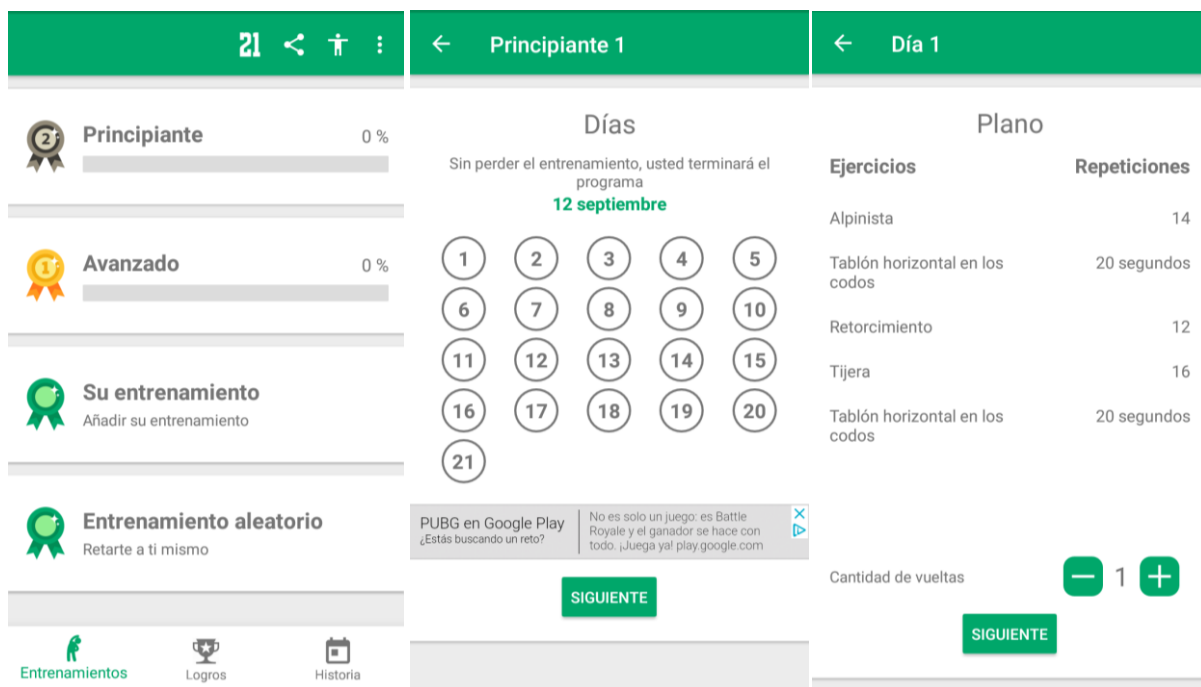 21
2
Principiante 0 %
1
Avanzado 0 %
Su entrenamiento
Añadir su entrenamiento
Entrenamiento aleatorio
Retarte a ti mismo
Entrenamientos
Logros
Historia
Principiante 1
Días
Sin perder el entrenamiento, usted terminará el
programa
12 septiembre
1 2 3 4 5
6 7 8 9 10
11 12 13 14 15
16 17 18 19 20
21
PUBG en Google Play
¿Estás buscando un reto?
No es solo un juego: es Battle
Royale y el ganador se hace con
todo. ¡Juega ya! play.google.com
SIGUIENTE
Día 1
Plano
Ejercicios Repeticiones
Alpinista 14
Tablón horizontal en los 20 segundos
codos
Retorcimiento 12
Tijera 16
Tablón horizontal en los 20 segundos
codos
Cantidad de vueltas 1
SIGUIENTE